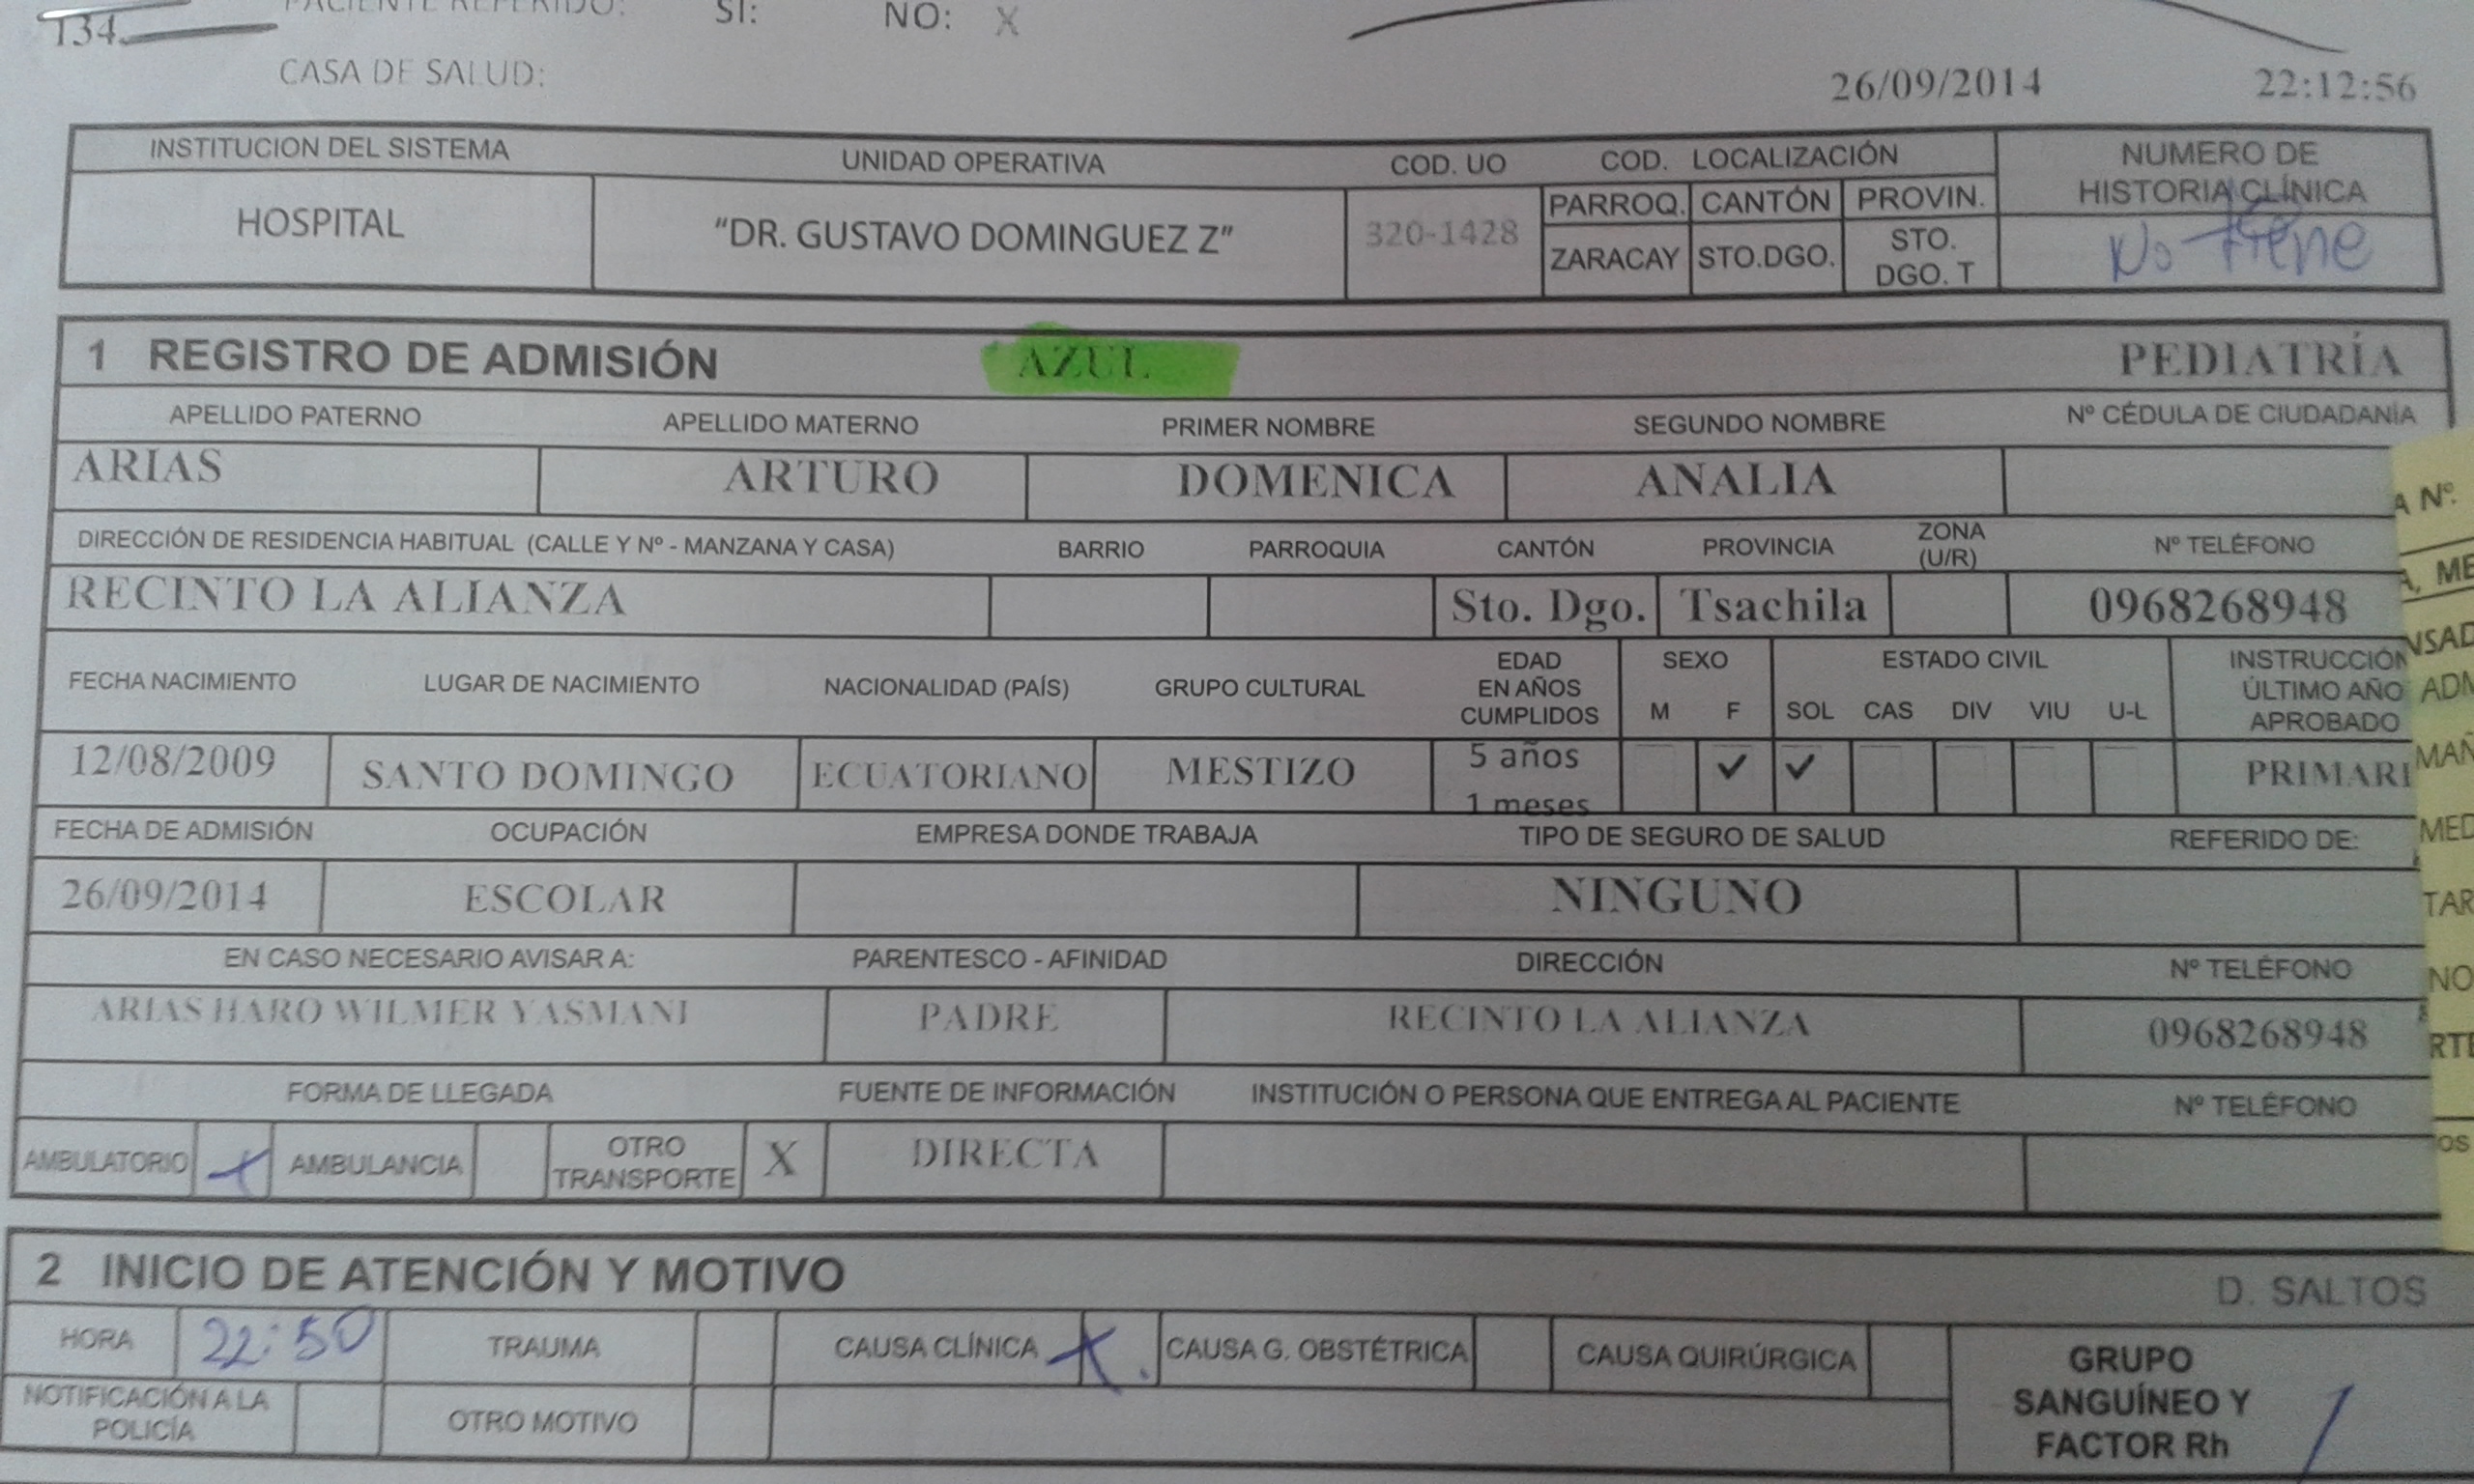 134
PACIENTE REFERIDO: SI: NO: X
CASA DE SALUD:
26/09/2014 22:12:56
INSTITUCION DEL SISTEMA UNIDAD OPERATIVA COD. UO COD. LOCALIZACIÓN NUMERO DE HISTORIA CLÍNICA
PARROQ. CANTÓN PROVIN.
HOSPITAL "DR. GUSTAVO DOMINGUEZ Z" 320-1428 ZARACAY STO.DGO. STO. DGO. T No tiene
1 REGISTRO DE ADMISIÓN AZUL PEDIATRÍA
APELLIDO PATERNO APELLIDO MATERNO PRIMER NOMBRE SEGUNDO NOMBRE Nº CÉDULA DE CIUDADANÍA
ARIAS ARTURO DOMENICA ANALIA
DIRECCIÓN DE RESIDENCIA HABITUAL (CALLE Y Nº - MANZANA Y CASA) BARRIO PARROQUIA CANTÓN PROVINCIA ZONA (U/R) Nº TELÉFONO
RECINTO LA ALIANZA Sto. Dgo. Tsachila 0968268948
FECHA NACIMIENTO LUGAR DE NACIMIENTO NACIONALIDAD (PAÍS) GRUPO CULTURAL EDAD EN AÑOS CUMPLIDOS SEXO M F ESTADO CIVIL SOL CAS DIV VIU U-L INSTRUCCIÓN ÚLTIMO AÑO APROBADO
12/08/2009 SANTO DOMINGO ECUATORIANO MESTIZO 5 años 1 meses ✓ ✓ PRIMARI
FECHA DE ADMISIÓN OCUPACIÓN EMPRESA DONDE TRABAJA TIPO DE SEGURO DE SALUD REFERIDO DE:
26/09/2014 ESCOLAR NINGUNO
EN CASO NECESARIO AVISAR A: PARENTESCO - AFINIDAD DIRECCIÓN Nº TELÉFONO
ARIAS HARO WILMER YASMANI PADRE RECINTO LA ALIANZA 0968268948
FORMA DE LLEGADA FUENTE DE INFORMACIÓN INSTITUCIÓN O PERSONA QUE ENTREGA AL PACIENTE Nº TELÉFONO
AMBULATORIO X AMBULANCIA OTRO TRANSPORTE X DIRECTA
2 INICIO DE ATENCIÓN Y MOTIVO D. SALTOS
HORA 22:50 TRAUMA CAUSA CLÍNICA X CAUSA G. OBSTÉTRICA CAUSA QUIRÚRGICA GRUPO SANGUÍNEO Y FACTOR Rh
NOTIFICACIÓN A LA POLICÍA OTRO MOTIVO
A Nº.
, ME
NSAD
ADM
MAÑ
MED
TAR
NO
RTE
OS